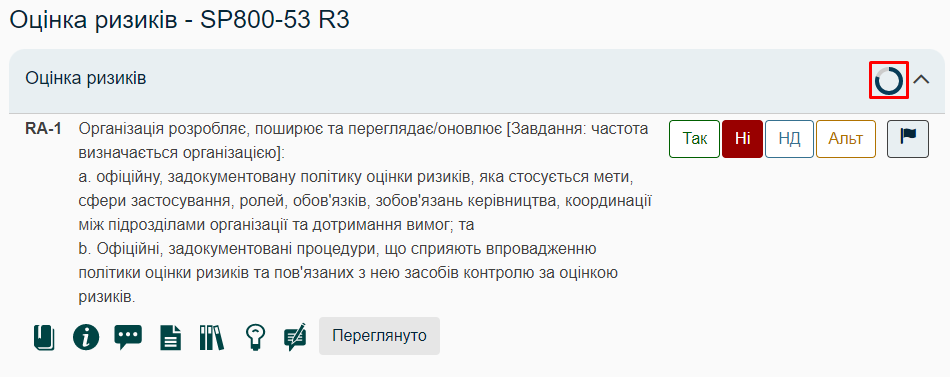 Оцінка ризиків - SP800-53 R3
Оцінка ризиків
RA-1 Організація розробляє, поширює та переглядає/оновлює [Завдання: частота
визначається організацією]:
a. офіційну, задокументовану політику оцінки ризиків, яка стосується мети,
сфери застосування, ролей, обов'язків, зобов'язань керівництва, координації
між підрозділами організації та дотримання вимог; та
b. Офіційні, задокументовані процедури, що сприяють впровадженню
політики оцінки ризиків та пов'язаних з нею засобів контролю за оцінкою
ризиків.
Так Ні НД Альт
Переглянуто